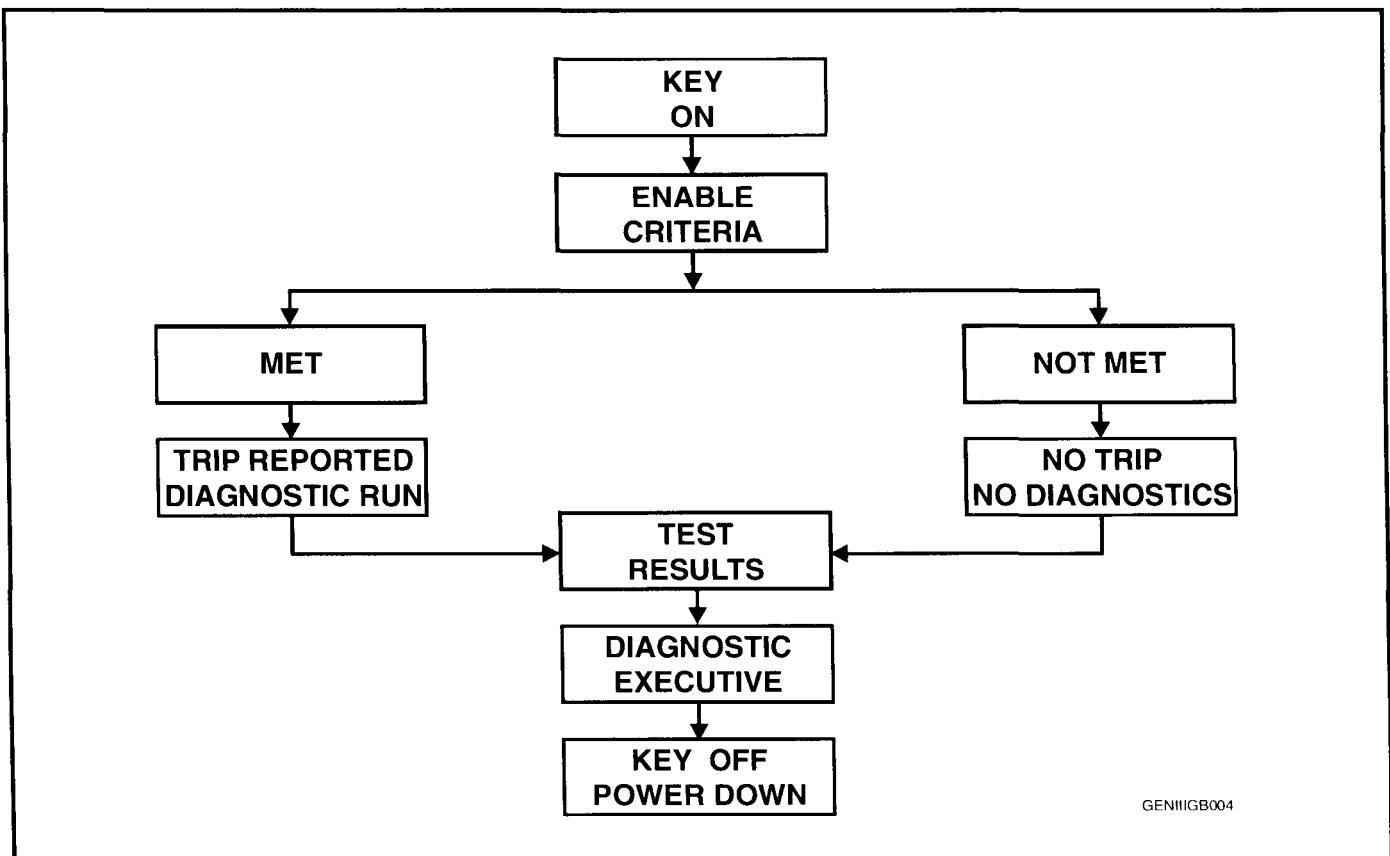 KEY
ON
ENABLE
CRITERIA
MET
NOT MET
TRIP REPORTED
DIAGNOSTIC RUN
NO TRIP
NO DIAGNOSTICS
TEST
RESULTS
DIAGNOSTIC
EXECUTIVE
KEY OFF
POWER DOWN
GENIIIGB004